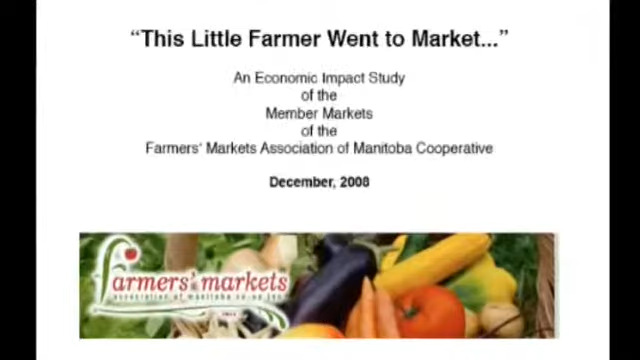 “This Little Farmer Went to Market...”
An Economic Impact Study
of the
Member Markets
of the
Farmers’ Markets Association of Manitoba Cooperative
December, 2008
farmers' markets
association of manitoba co-op inc.